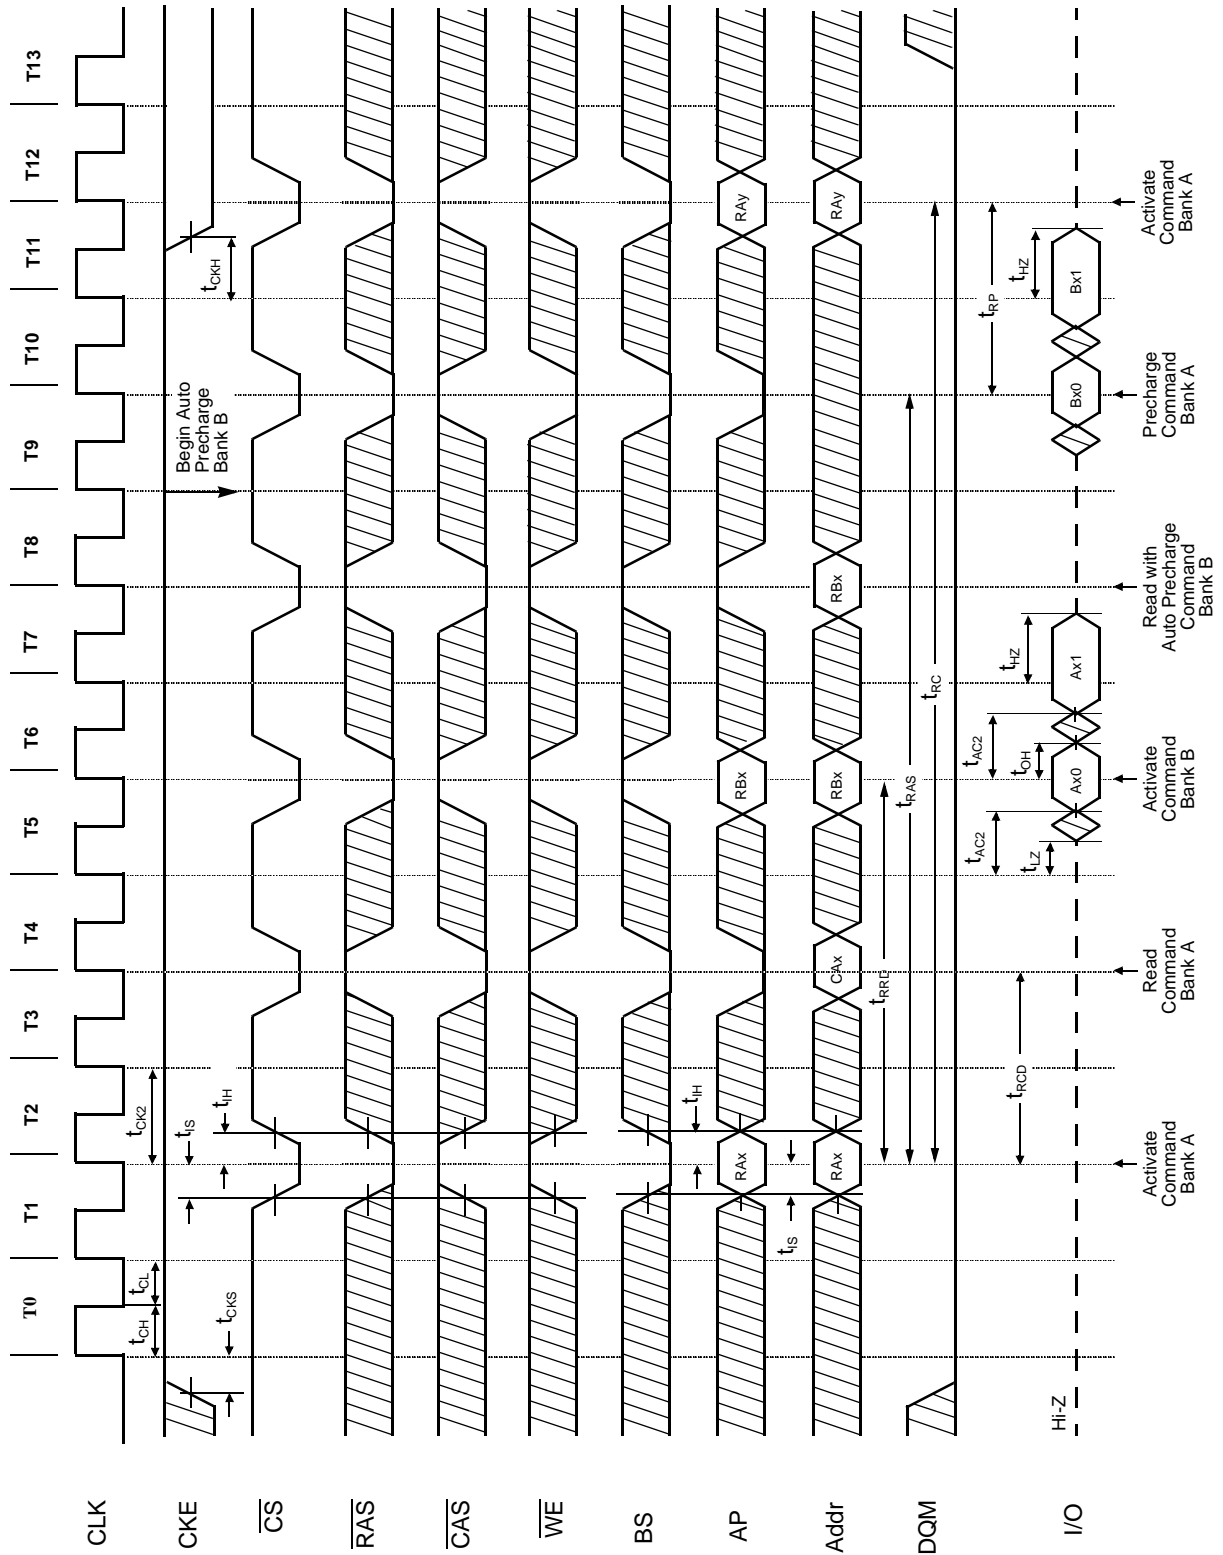 T0 T1 T2 T3 T4 T5 T6 T7 T8 T9 T10 T11 T12 T13
CLK
tCH
tCL
tCK2
CKE
tCKS
tIS
Begin Auto
Precharge
Bank B
tCKH
CS
tIH
RAS
CAS
WE
BS
tIH
AP
RAx
RBx
RAy
tIS
Addr
RAx
CAx
RBx
RBx
RAy
tRRD
tRAS
DQM
tRC
tRP
tRCD
tAC2
tAC2
tLZ
tOH
tHZ
tHZ
I/O
Hi-Z
Ax0
Ax1
Bx0
Bx1
Activate
Command
Bank A
Read
Command
Bank A
Activate
Command
Bank B
Read with
Auto Precharge
Command
Bank B
Precharge
Command
Bank A
Activate
Command
Bank A